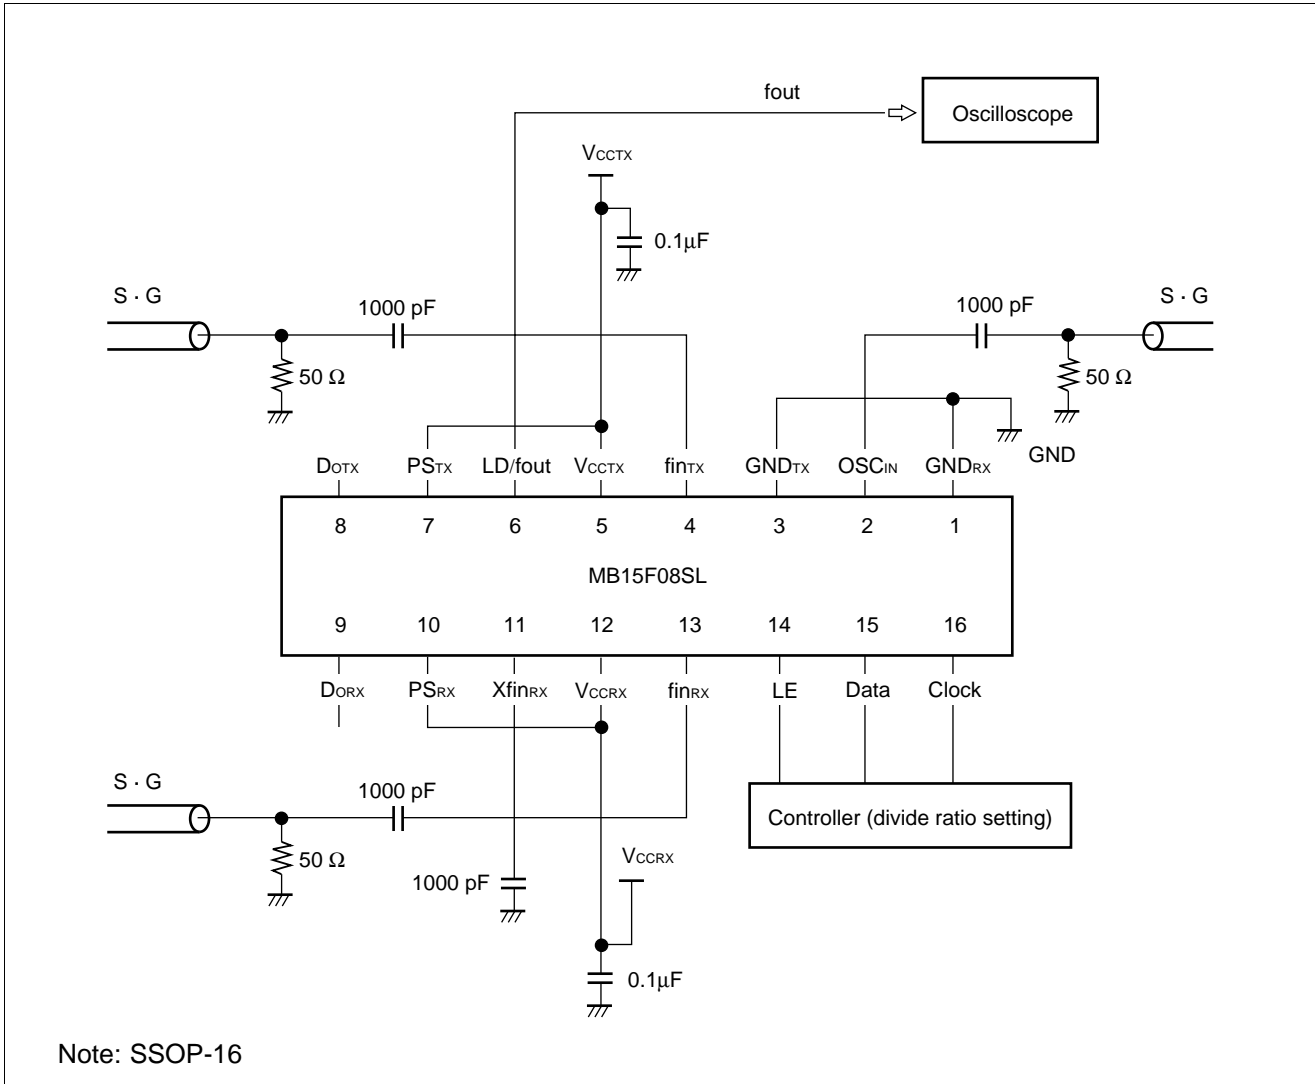 fout
Oscilloscope
VCCTX
0.1μF
S · G
1000 pF
1000 pF
S · G
50 Ω
50 Ω
GND
DOTX PSTX LD/fout VCCTX finTX GNDTX OSCIN GNDRX
8 7 6 5 4 3 2 1
MB15F08SL
9 10 11 12 13 14 15 16
DORX PSRX XfinRX VCCRX finRX LE Data Clock
S · G
1000 pF
Controller (divide ratio setting)
50 Ω
1000 pF
VCCRX
0.1μF
Note: SSOP-16